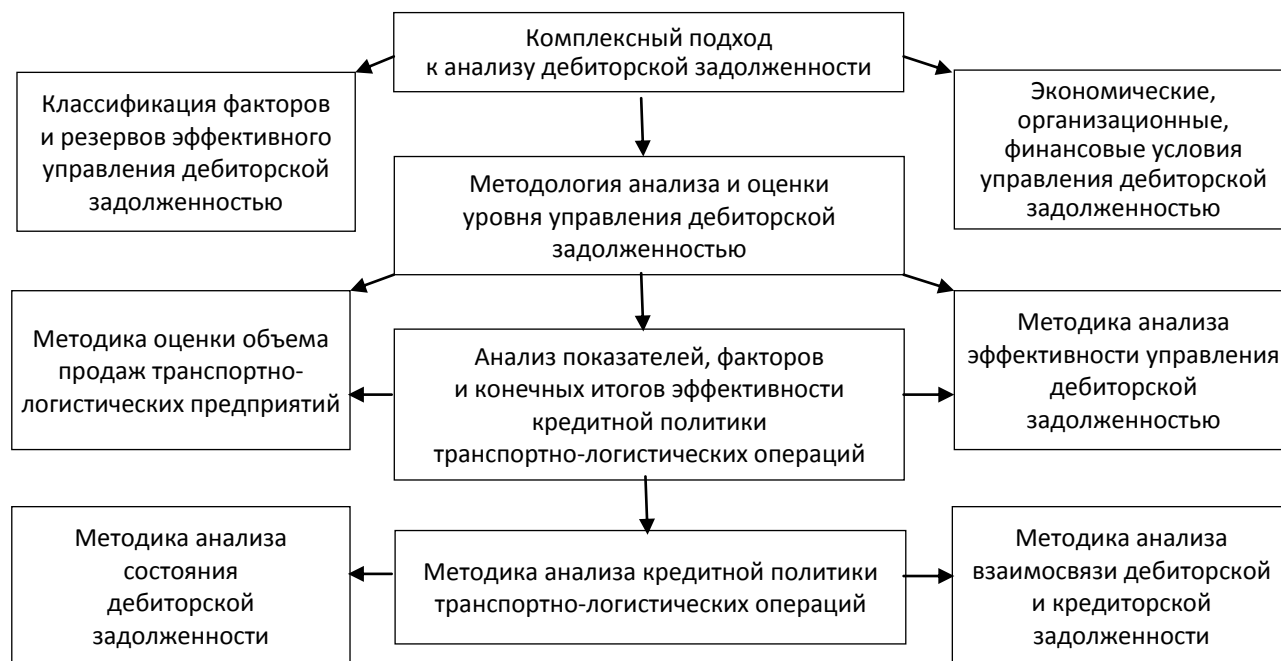 Комплексный подход
к анализу дебиторской задолженности
Классификация факторов
и резервов эффективного
управления дебиторской
задолженностью
Экономические,
организационные,
финансовые условия
управления дебиторской
задолженностью
Методология анализа и оценки
уровня управления дебиторской
задолженностью
Методика оценки объема
продаж транспортно-
логистических предприятий
Анализ показателей, факторов
и конечных итогов эффективности
кредитной политики
транспортно-логистических операций
Методика анализа
эффективности управления
дебиторской
задолженностью
Методика анализа
состояния
дебиторской
задолженности
Методика анализа кредитной политики
транспортно-логистических операций
Методика анализа
взаимосвязи дебиторской
и кредиторской
задолженности